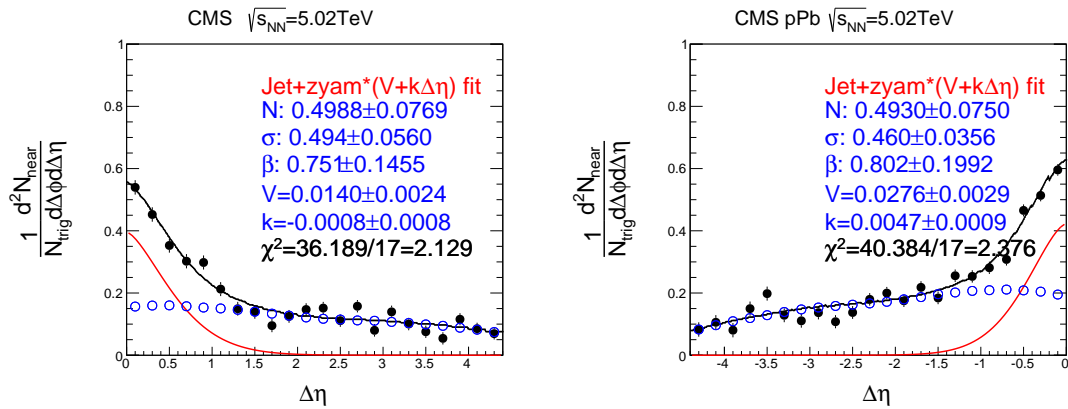 CMS √s_NN=5.02TeV
1
0.8
0.6
0.4
0.2
0
1/N_trig d²N_near/dΔϕdΔη
Jet+zyam*(V+kΔη) fit
N: 0.4988±0.0769
σ: 0.494±0.0560
β: 0.751±0.1455
V=0.0140±0.0024
k=-0.0008±0.0008
χ²=36.189/17=2.129
0 0.5 1 1.5 2 2.5 3 3.5 4
Δη
CMS pPb √s_NN=5.02TeV
1
0.8
0.6
0.4
0.2
0
1/N_trig d²N_near/dΔϕdΔη
Jet+zyam*(V+kΔη) fit
N: 0.4930±0.0750
σ: 0.460±0.0356
β: 0.802±0.1992
V=0.0276±0.0029
k=0.0047±0.0009
χ²=40.384/17=2.376
-4 -3.5 -3 -2.5 -2 -1.5 -1 -0.5 0
Δη